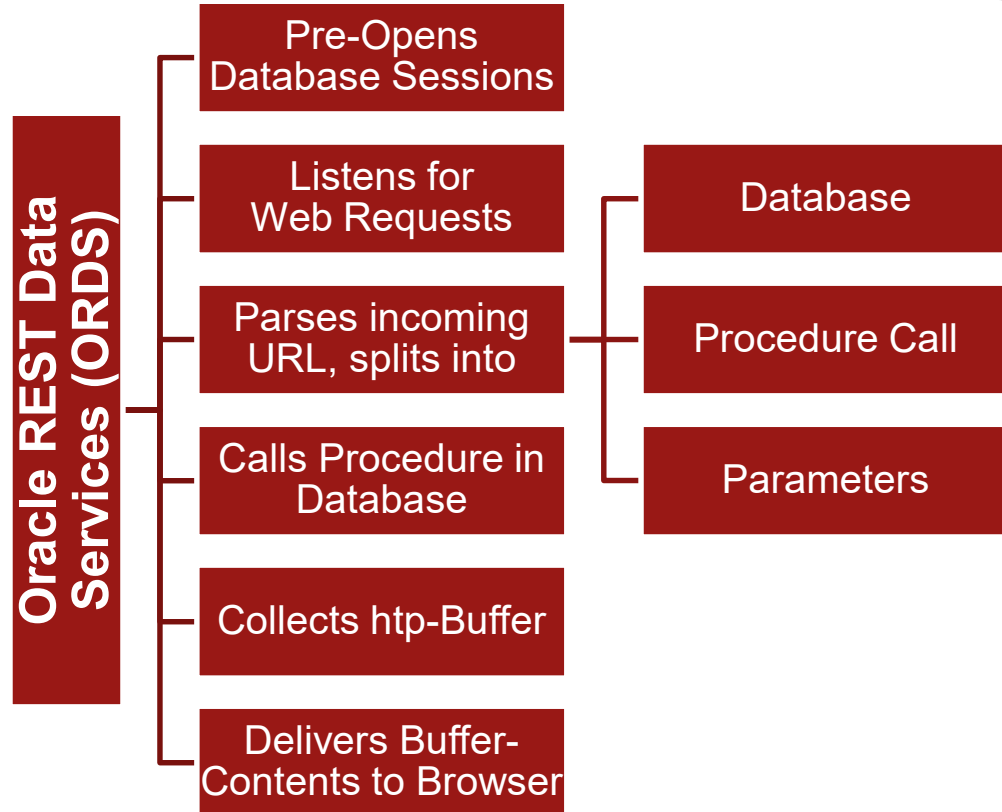 Oracle REST Data
Services (ORDS)
Pre-Opens
Database Sessions
Listens for
Web Requests
Parses incoming
URL, splits into
Database
Procedure Call
Parameters
Calls Procedure in
Database
Collects htp-Buffer
Delivers Buffer-
Contents to Browser